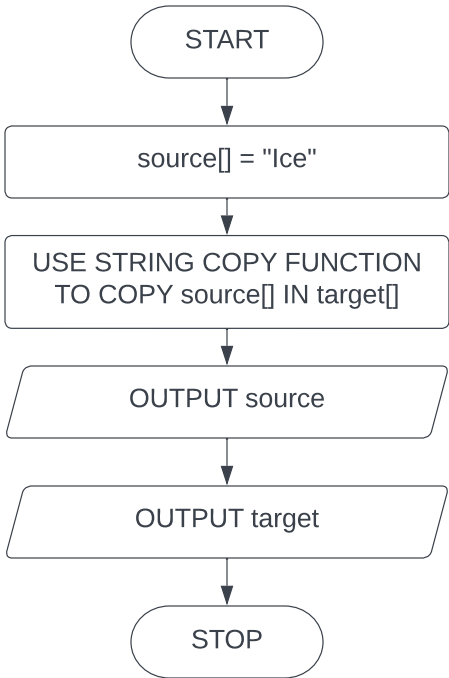 START
source[] = "Ice"
USE STRING COPY FUNCTION
TO COPY source[] IN target[]
OUTPUT source
OUTPUT target
STOP